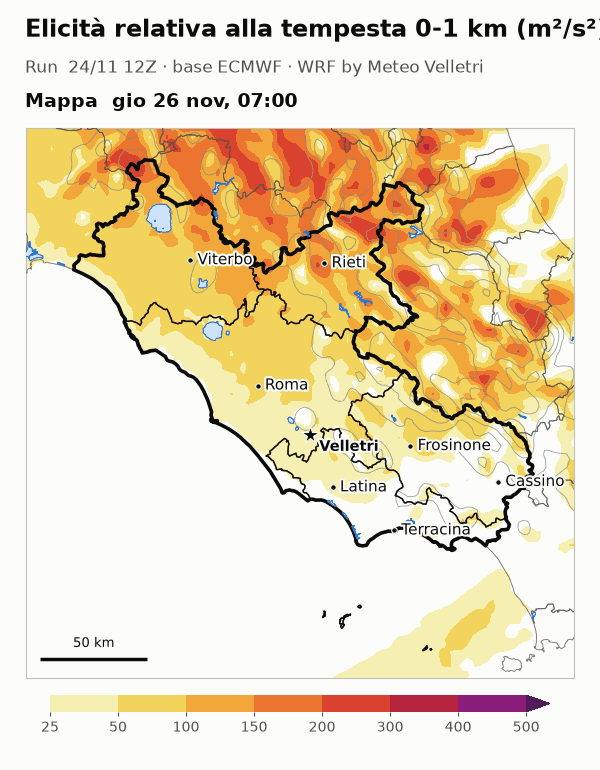 Elicità relativa alla tempesta 0-1 km (m²/s²)
Run  24/11 12Z · base ECMWF · WRF by Meteo Velletri
Mappa  gio 26 nov, 07:00
Viterbo
Rieti
Roma
Velletri
Frosinone
Cassino
Latina
Terracina
50 km
25 50 100 150 200 300 400 500